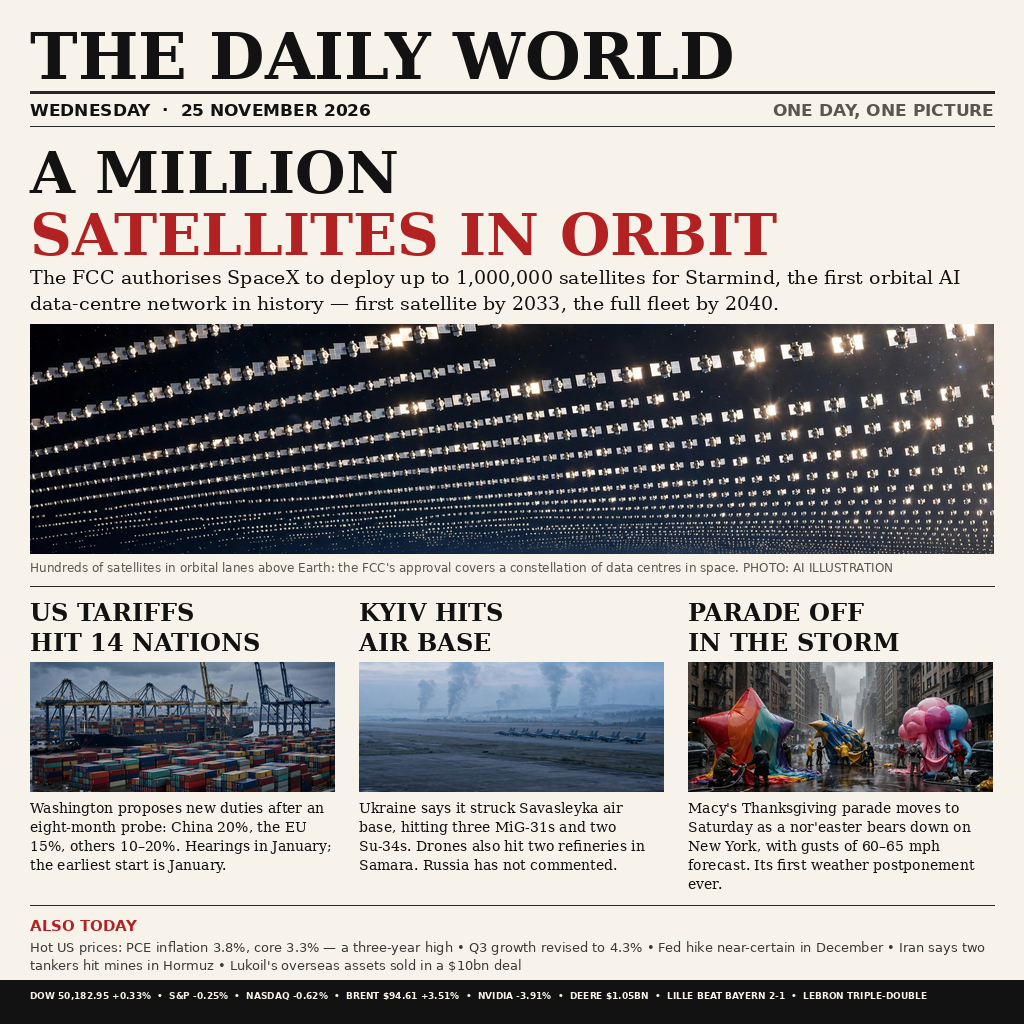 THE DAILY WORLD
WEDNESDAY · 25 NOVEMBER 2026
ONE DAY, ONE PICTURE
A MILLION
SATELLITES IN ORBIT
The FCC authorises SpaceX to deploy up to 1,000,000 satellites for Starmind, the first orbital AI
data-centre network in history — first satellite by 2033, the full fleet by 2040.
Hundreds of satellites in orbital lanes above Earth: the FCC's approval covers a constellation of data centres in space. PHOTO: AI ILLUSTRATION
US TARIFFS
HIT 14 NATIONS
Washington proposes new duties after an
eight-month probe: China 20%, the EU
15%, others 10–20%. Hearings in January;
the earliest start is January.
KYIV HITS
AIR BASE
Ukraine says it struck Savasleyka air
base, hitting three MiG-31s and two
Su-34s. Drones also hit two refineries in
Samara. Russia has not commented.
PARADE OFF
IN THE STORM
Macy's Thanksgiving parade moves to
Saturday as a nor'easter bears down on
New York, with gusts of 60–65 mph
forecast. Its first weather postponement
ever.
ALSO TODAY
Hot US prices: PCE inflation 3.8%, core 3.3% — a three-year high • Q3 growth revised to 4.3% • Fed hike near-certain in December • Iran says two
tankers hit mines in Hormuz • Lukoil's overseas assets sold in a $10bn deal
DOW 50,182.95 +0.33% • S&P -0.25% • NASDAQ -0.62% • BRENT $94.61 +3.51% • NVIDIA -3.91% • DEERE $1.05BN • LILLE BEAT BAYERN 2-1 • LEBRON TRIPLE-DOUBLE